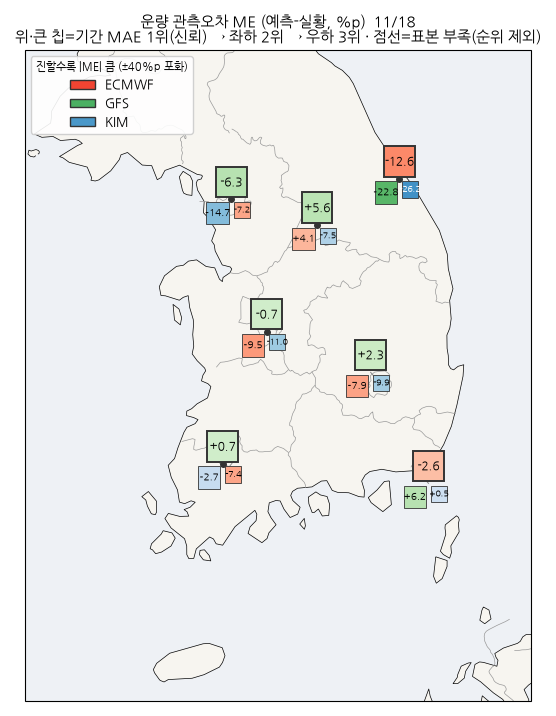 운량 관측오차 ME (예측-실황, %p) 11/18
위·큰 칩=기간 MAE 1위(신뢰) → 좌하 2위 → 우하 3위 · 점선=표본 부족(순위 제외)
진할수록 |ME| 큼 (±40%p 포화)
ECMWF
GFS
KIM
-12.6
-22.8
-6.3
-14.7 -7.2
+5.6
+4.1 -7.5
-0.7
-9.5 -11.0
+2.3
-7.9 -9.9
+0.7
-2.7 -7.4
-2.6
+6.2 +0.5